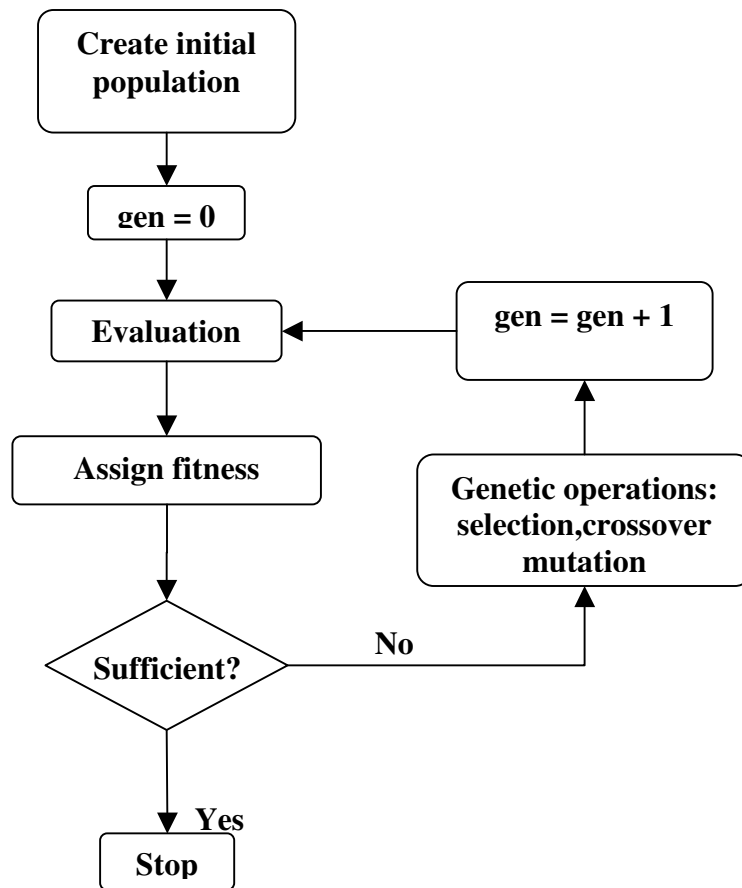 Create initial
population
gen = 0
Evaluation
gen = gen + 1
Assign fitness
Genetic operations:
selection,crossover
mutation
Sufficient?
No
Yes
Stop